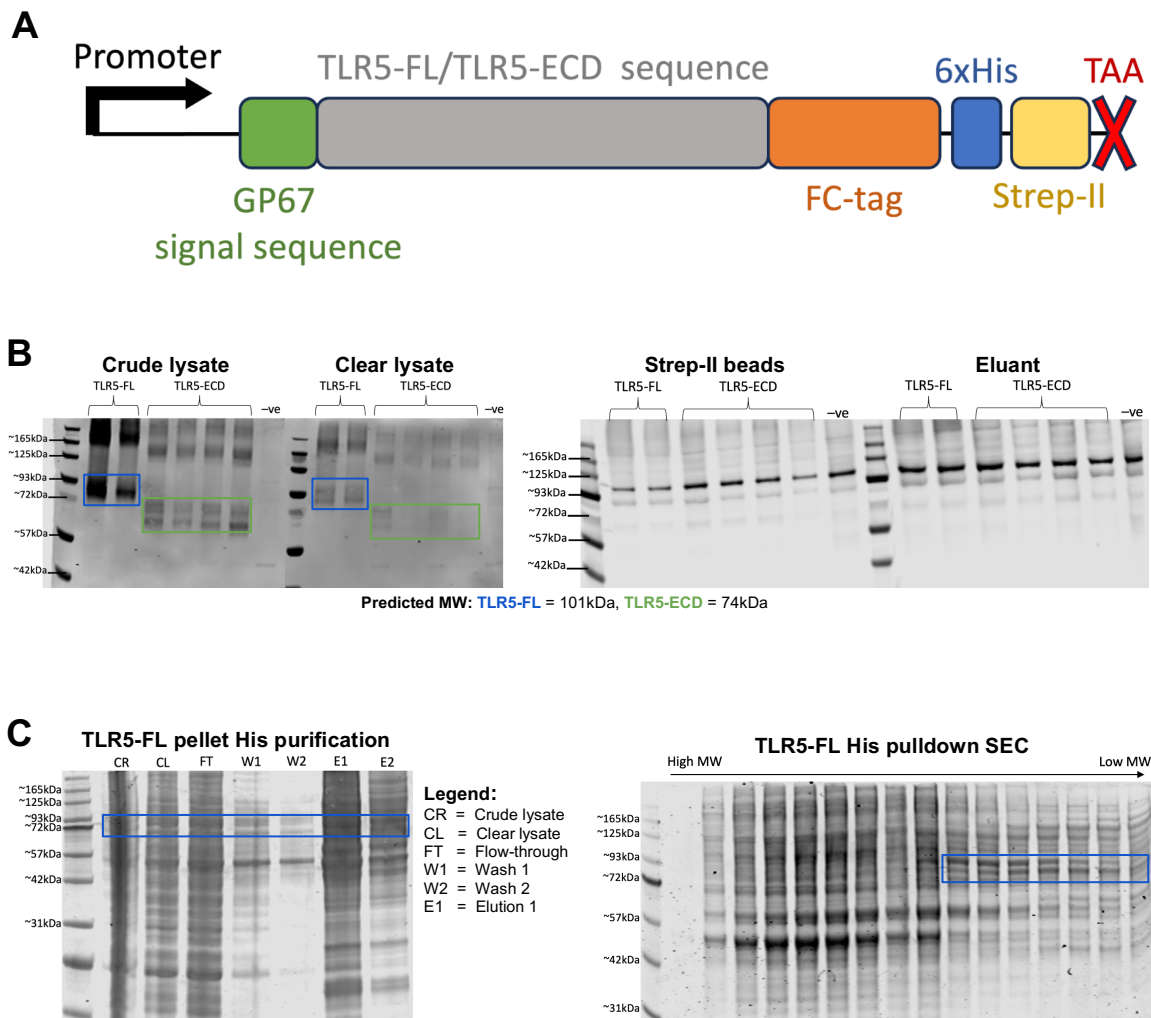 A
Promoter
TLR5-FL/TLR5-ECD sequence
6xHis
TAA
GP67
signal sequence
FC-tag
Strep-II
B
Crude lysate
Clear lysate
Strep-II beads
Eluant
TLR5-FL
TLR5-ECD
–ve
TLR5-FL
TLR5-ECD
–ve
TLR5-FL
TLR5-ECD
–ve
TLR5-FL
TLR5-ECD
–ve
~165kDa
~125kDa
~93kDa
~72kDa
~57kDa
~42kDa
~165kDa
~125kDa
~93kDa
~72kDa
~57kDa
~42kDa
Predicted MW: TLR5-FL = 101kDa, TLR5-ECD = 74kDa
C
TLR5-FL pellet His purification
CR CL FT W1 W2 E1 E2
~165kDa
~125kDa
~93kDa
~72kDa
~57kDa
~42kDa
~31kDa
Legend:
CR = Crude lysate
CL = Clear lysate
FT = Flow-through
W1 = Wash 1
W2 = Wash 2
E1 = Elution 1
TLR5-FL His pulldown SEC
High MW
Low MW
~165kDa
~125kDa
~93kDa
~72kDa
~57kDa
~42kDa
~31kDa